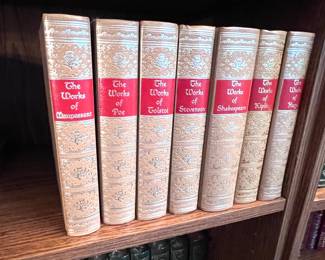 The
Works
of
Maupassant
The
Works
of
Poe
The
Works
of
Tolstoi
The
Works
of
Stevenson
The
Works
of
Shakespeare
The
Works
of
Kipling
The
Works
of